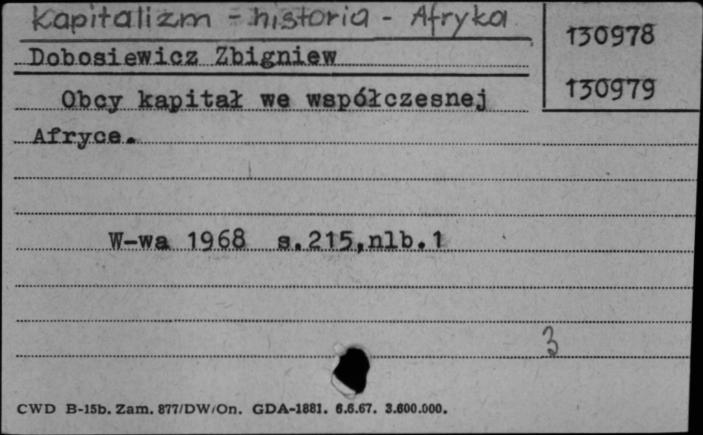 Kapitalizm - historia - Afryka
130978
Dobosiewicz Zbigniew
130979
Obcy kapitał we współczesnej
Afryce.
W-wa 1968 s.215,nlb.1
3
CWD B-15b. Zam. 877/DW/On. GDA-1881. 6.6.67. 3.600.000.